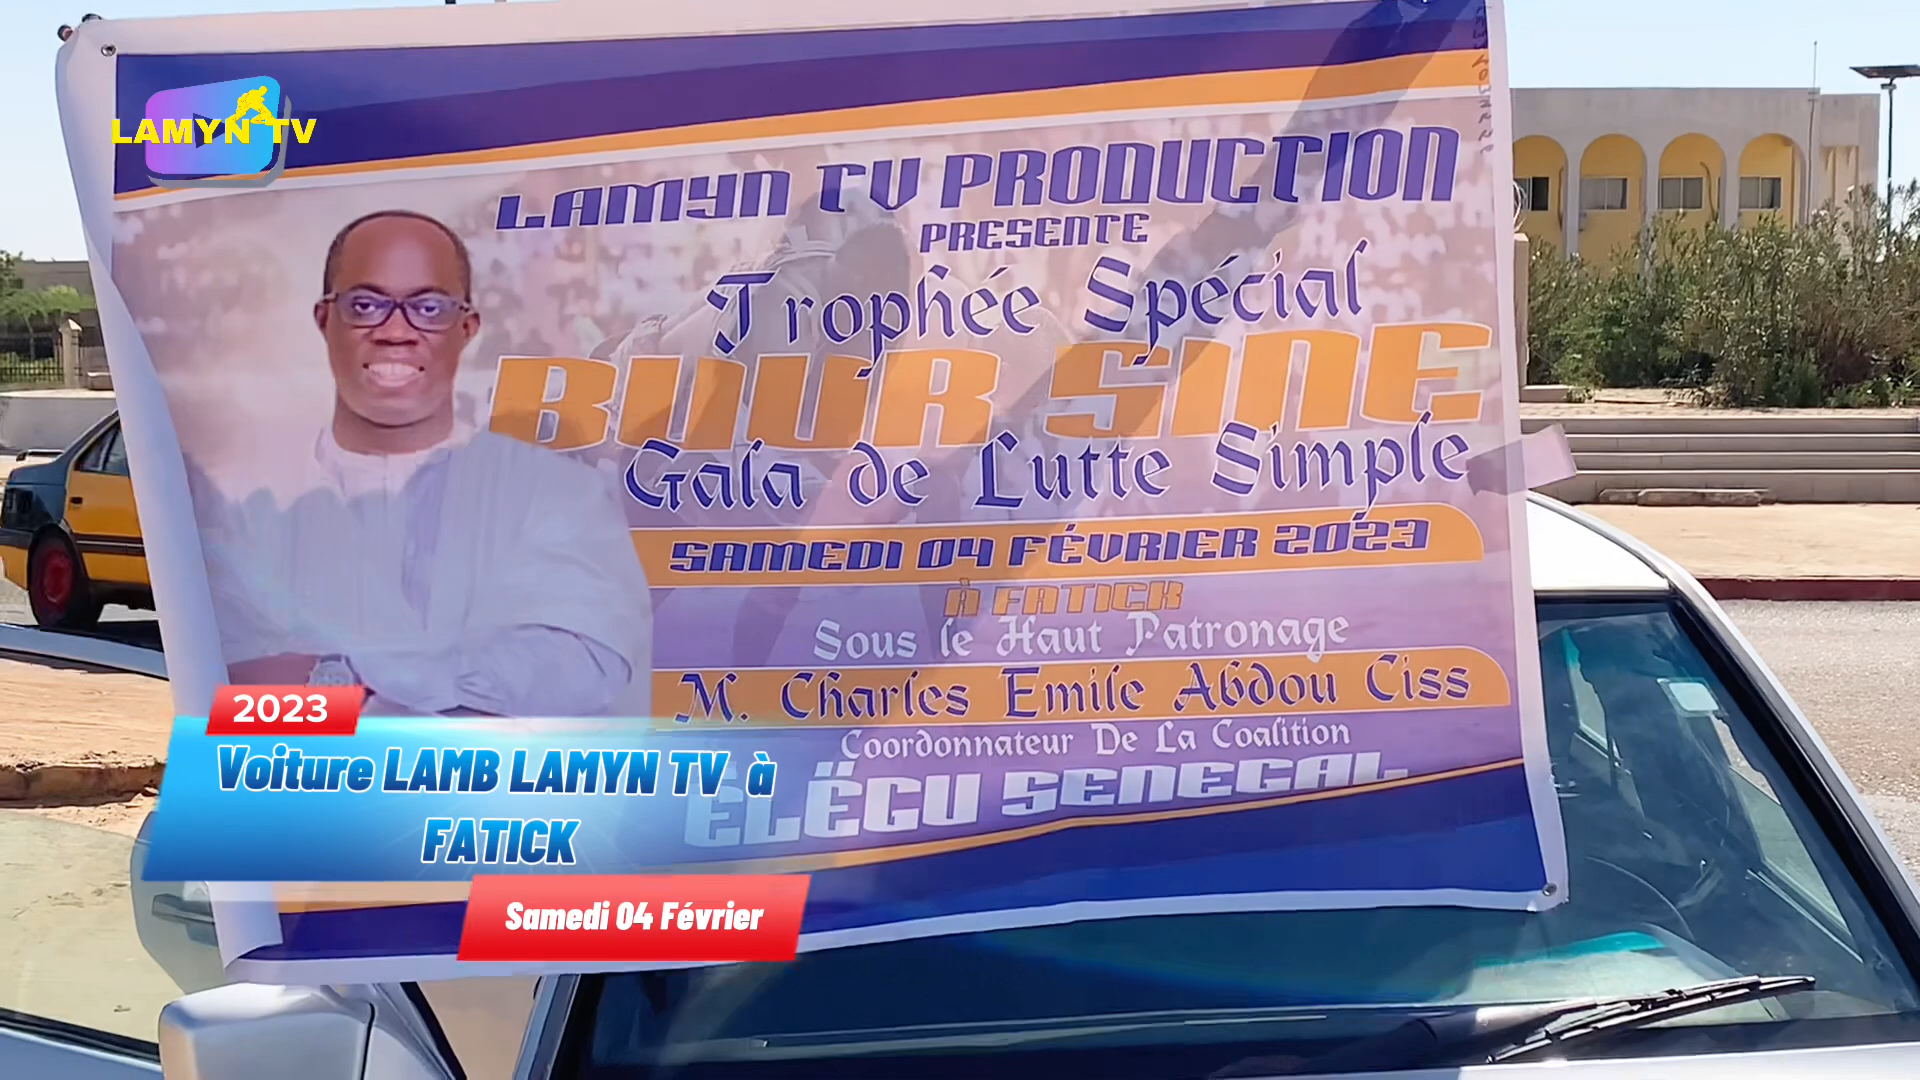 LAMYN TV
LAMYN TV PRODUCTION
PRESENTE
Trophée Spécial
BUUR SINE
Gala de Lutte Simple
SAMEDI 04 FÉVRIER 2023
À FATICK
Sous le Haut Patronage
M. Charles Emile Abdou Ciss
Coordonnateur De La Coalition
ËLËGU SENEGAL
2023
Voiture LAMB LAMYN TV à
FATICK
Samedi 04 Février